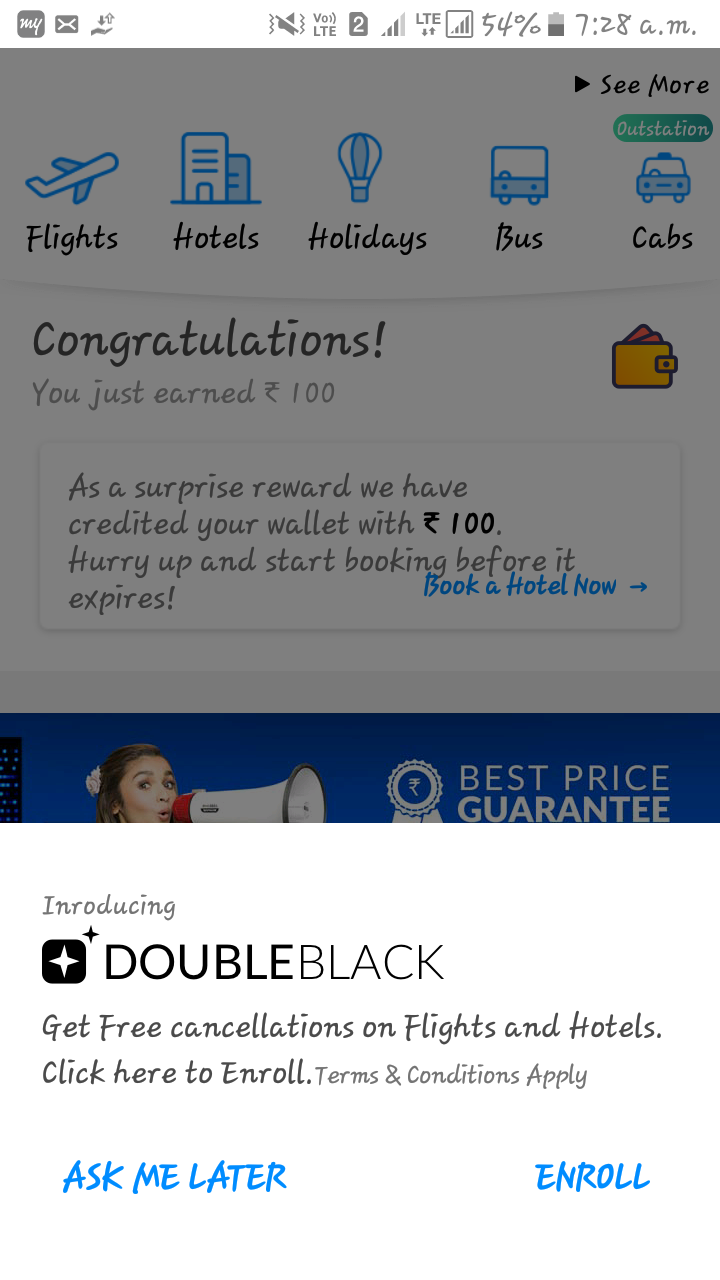 my Vo)) LTE 2 LTE 54% 7:28 a.m.
▶ See More
Outstation
Flights Hotels Holidays Bus Cabs
Congratulations!
You just earned ₹ 100
As a surprise reward we have
credited your wallet with ₹ 100.
Hurry up and start booking before it
expires!
Book a Hotel Now →
₹ BEST PRICE
GUARANTEE
Inroducing
DOUBLEBLACK
Get Free cancellations on Flights and Hotels.
Click here to Enroll. Terms & Conditions Apply
ASK ME LATER ENROLL